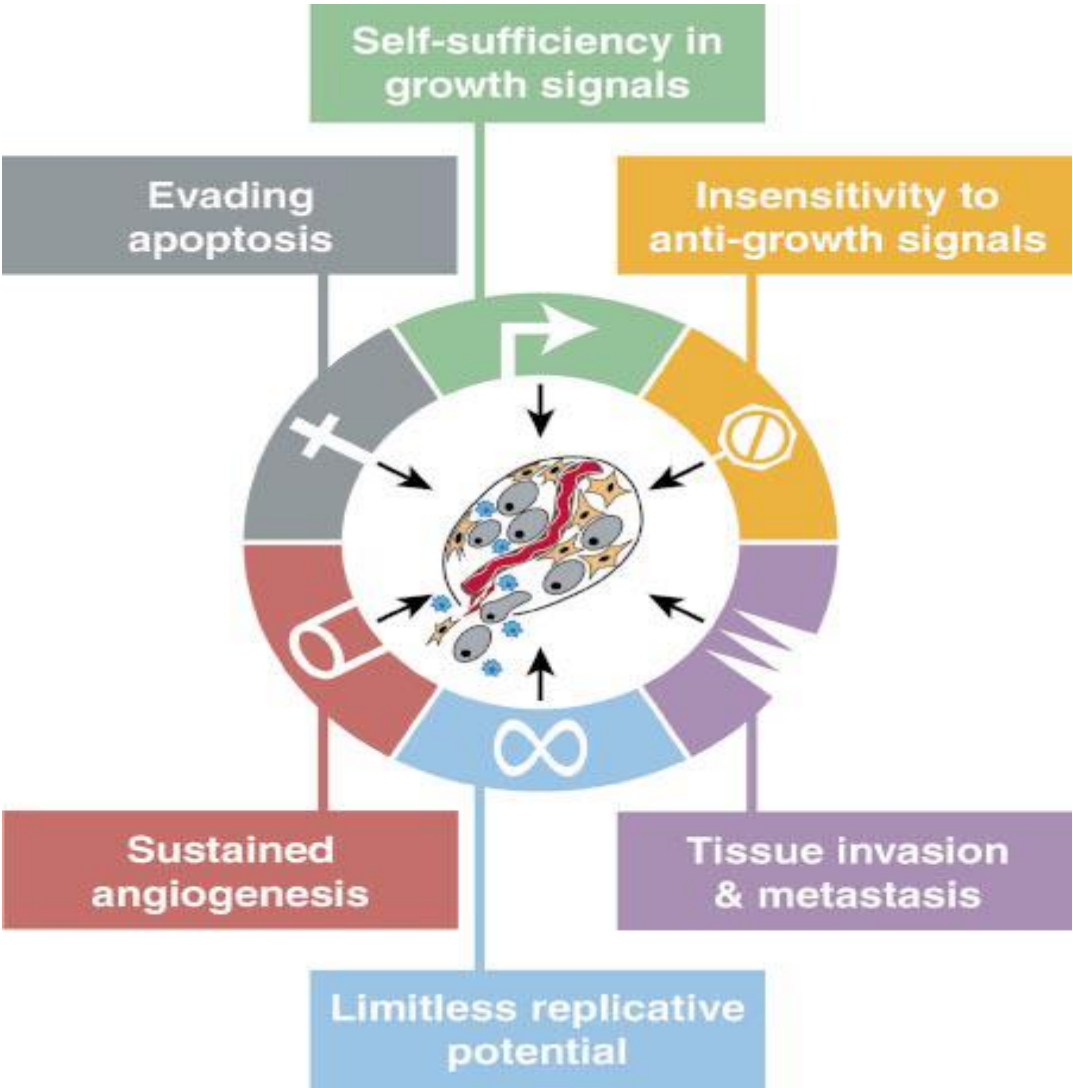 Self-sufficiency in
growth signals
Evading
apoptosis
Insensitivity to
anti-growth signals
Sustained
angiogenesis
Tissue invasion
& metastasis
Limitless replicative
potential